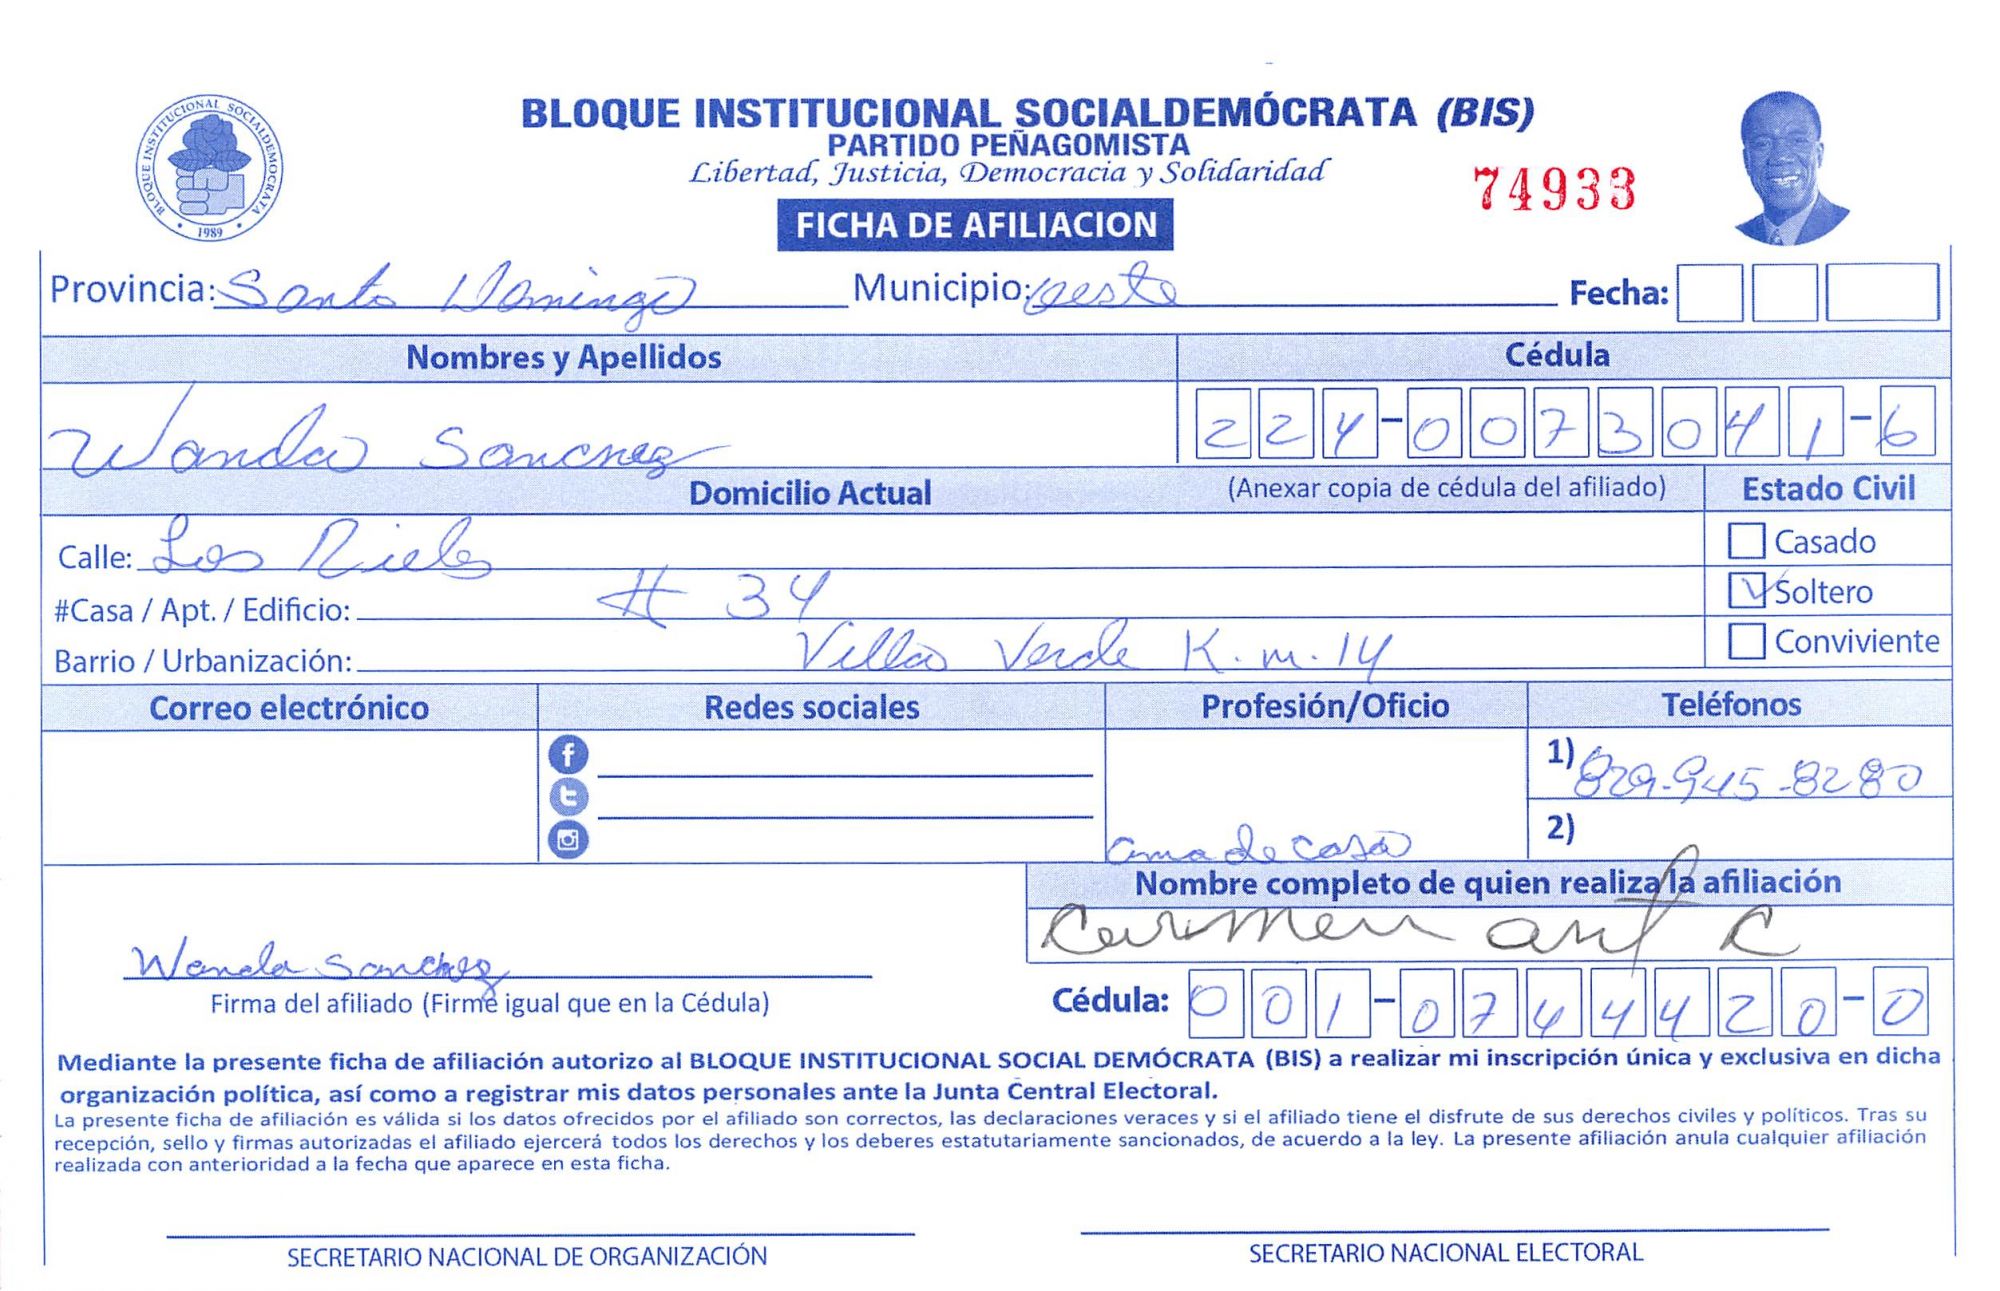 BLOQUE INSTITUCIONAL SOCIALDEMÓCRATA (BIS)
PARTIDO PEÑAGOMISTA
Libertad, Justicia, Democracia y Solidaridad
74933
BLOQUE INSTITUCIONAL SOCIALDEMOCRATA
1989
FICHA DE AFILIACION
Provincia: Santo Domingo Municipio: oeste Fecha:
Nombres y Apellidos Cédula
Wanda Sanchez 224-0073041-6
Domicilio Actual (Anexar copia de cédula del afiliado) Estado Civil
Calle: Los Rieles Casado
#Casa / Apt. / Edificio: # 34 Soltero
Barrio / Urbanización: Villa Verde K.m.14 Conviviente
Correo electrónico Redes sociales Profesión/Oficio Teléfonos
1) 829-945-8280
ama de casa 2)
Nombre completo de quien realiza la afiliación
Carmen C
Wanda Sanchez
Firma del afiliado (Firme igual que en la Cédula) Cédula: 001-0744420-0
Mediante la presente ficha de afiliación autorizo al BLOQUE INSTITUCIONAL SOCIAL DEMÓCRATA (BIS) a realizar mi inscripción única y exclusiva en dicha
organización política, así como a registrar mis datos personales ante la Junta Central Electoral.
La presente ficha de afiliación es válida si los datos ofrecidos por el afiliado son correctos, las declaraciones veraces y si el afiliado tiene el disfrute de sus derechos civiles y políticos. Tras su
recepción, sello y firmas autorizadas el afiliado ejercerá todos los derechos y los deberes estatutariamente sancionados, de acuerdo a la ley. La presente afiliación anula cualquier afiliación
realizada con anterioridad a la fecha que aparece en esta ficha.
SECRETARIO NACIONAL DE ORGANIZACIÓN SECRETARIO NACIONAL ELECTORAL